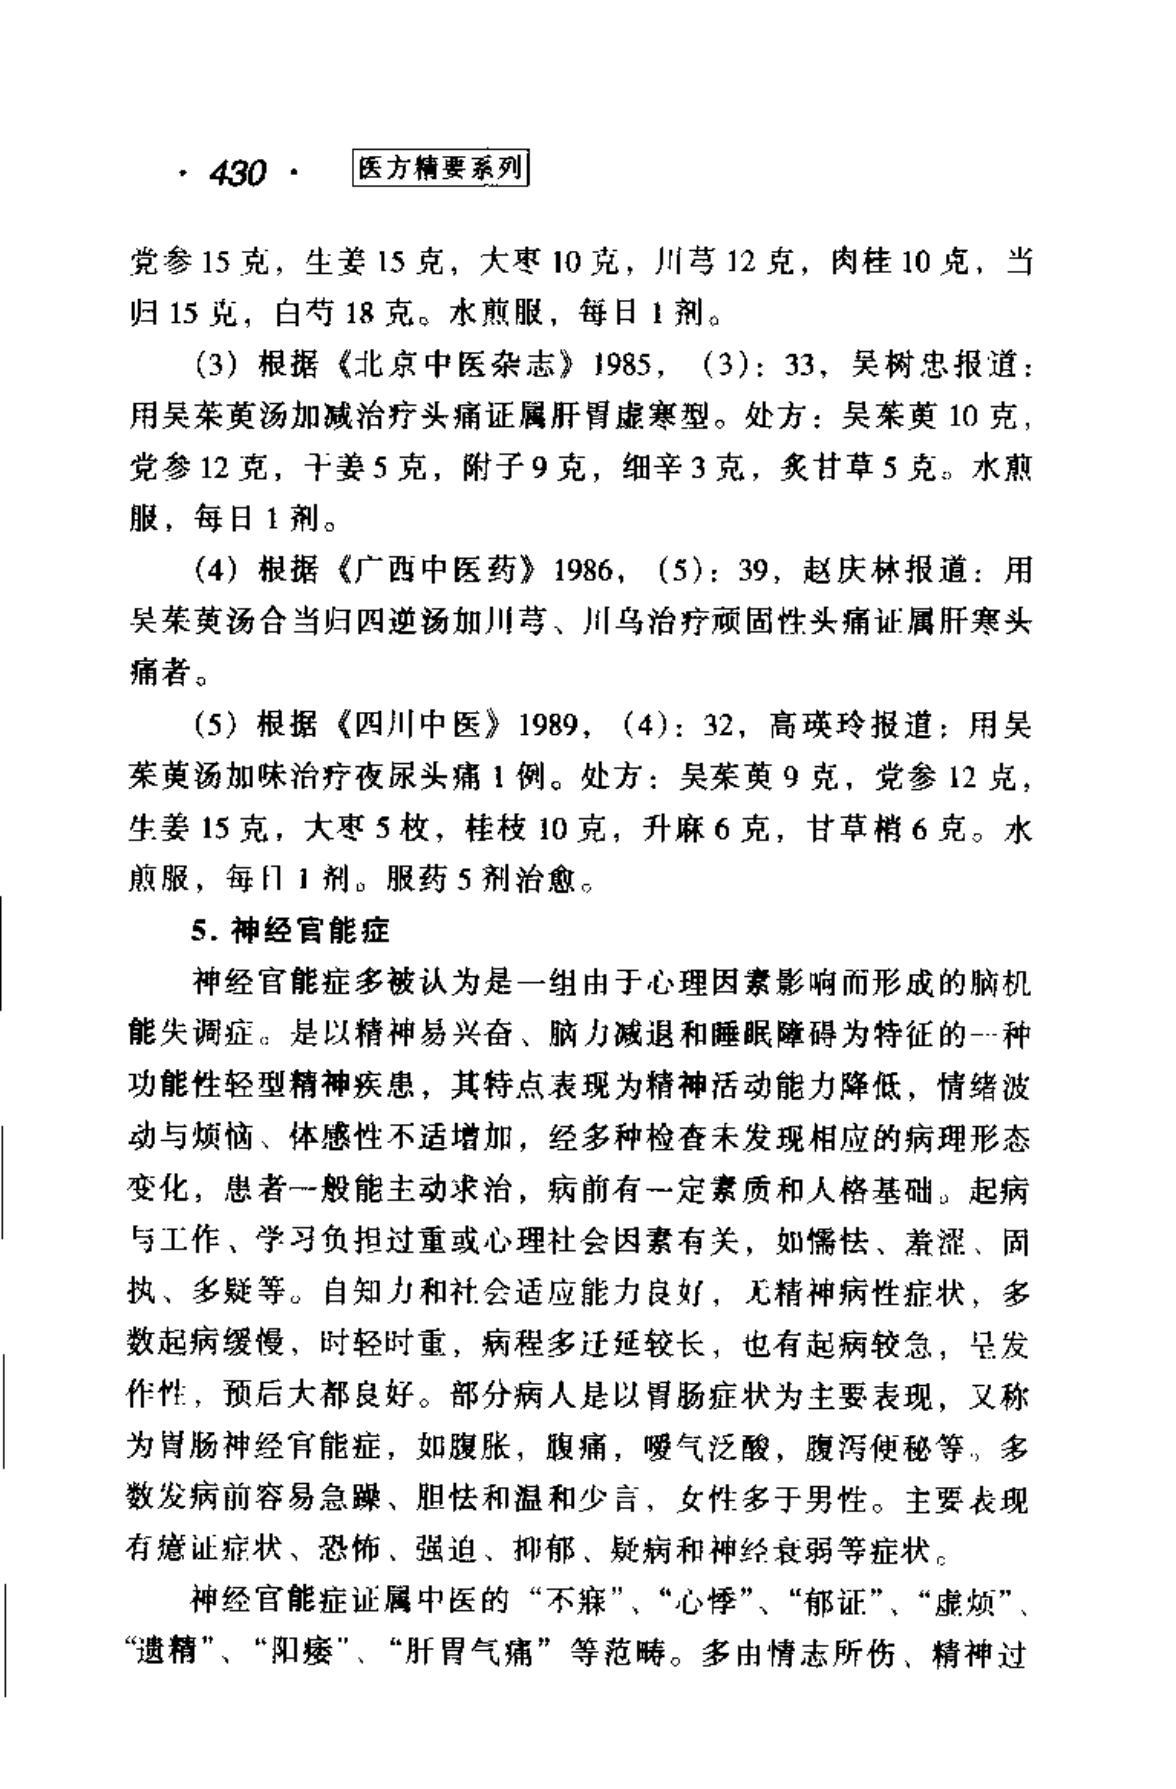 · 430 · 医方精要系列
党参 15 克，生姜 15 克，大枣 10 克，川芎 12 克，肉桂 10 克，当
归 15 克，白芍 18 克。水煎服，每日 1 剂。
(3) 根据《北京中医杂志》1985，(3)：33，吴树忠报道：
用吴茱萸汤加减治疗头痛证属肝胃虚寒型。处方：吴茱萸 10 克，
党参 12 克，干姜 5 克，附子 9 克，细辛 3 克，炙甘草 5 克。水煎
服，每日 1 剂。
(4) 根据《广西中医药》1986，(5)：39，赵庆林报道：用
吴茱萸汤合当归四逆汤加川芎、川乌治疗顽固性头痛证属肝寒头
痛者。
(5) 根据《四川中医》1989，(4)：32，高瑛玲报道：用吴
茱萸汤加味治疗夜尿头痛 1 例。处方：吴茱萸 9 克，党参 12 克，
生姜 15 克，大枣 5 枚，桂枝 10 克，升麻 6 克，甘草梢 6 克。水
煎服，每日 1 剂。服药 5 剂治愈。
5. 神经官能症
神经官能症多被认为是一组由于心理因素影响而形成的脑机
能失调症。是以精神易兴奋、脑力减退和睡眠障碍为特征的一种
功能性轻型精神疾患，其特点表现为精神活动能力降低，情绪波
动与烦恼、体感性不适增加，经多种检查未发现相应的病理形态
变化，患者一般能主动求治，病前有一定素质和人格基础。起病
与工作、学习负担过重或心理社会因素有关，如懦怯、羞涩、固
执、多疑等。自知力和社会适应能力良好，无精神病性症状，多
数起病缓慢，时轻时重，病程多迁延较长，也有起病较急，呈发
作性，预后大都良好。部分病人是以胃肠症状为主要表现，又称
为胃肠神经官能症，如腹胀，腹痛，嗳气泛酸，腹泻便秘等。多
数发病前容易急躁、胆怯和温和少言，女性多于男性。主要表现
有癔证症状、恐怖、强迫、抑郁、疑病和神经衰弱等症状。
神经官能症证属中医的“不寐”、“心悸”、“郁证”、“虚烦”、
“遗精”、“阳痿”、“肝胃气痛”等范畴。多由情志所伤、精神过